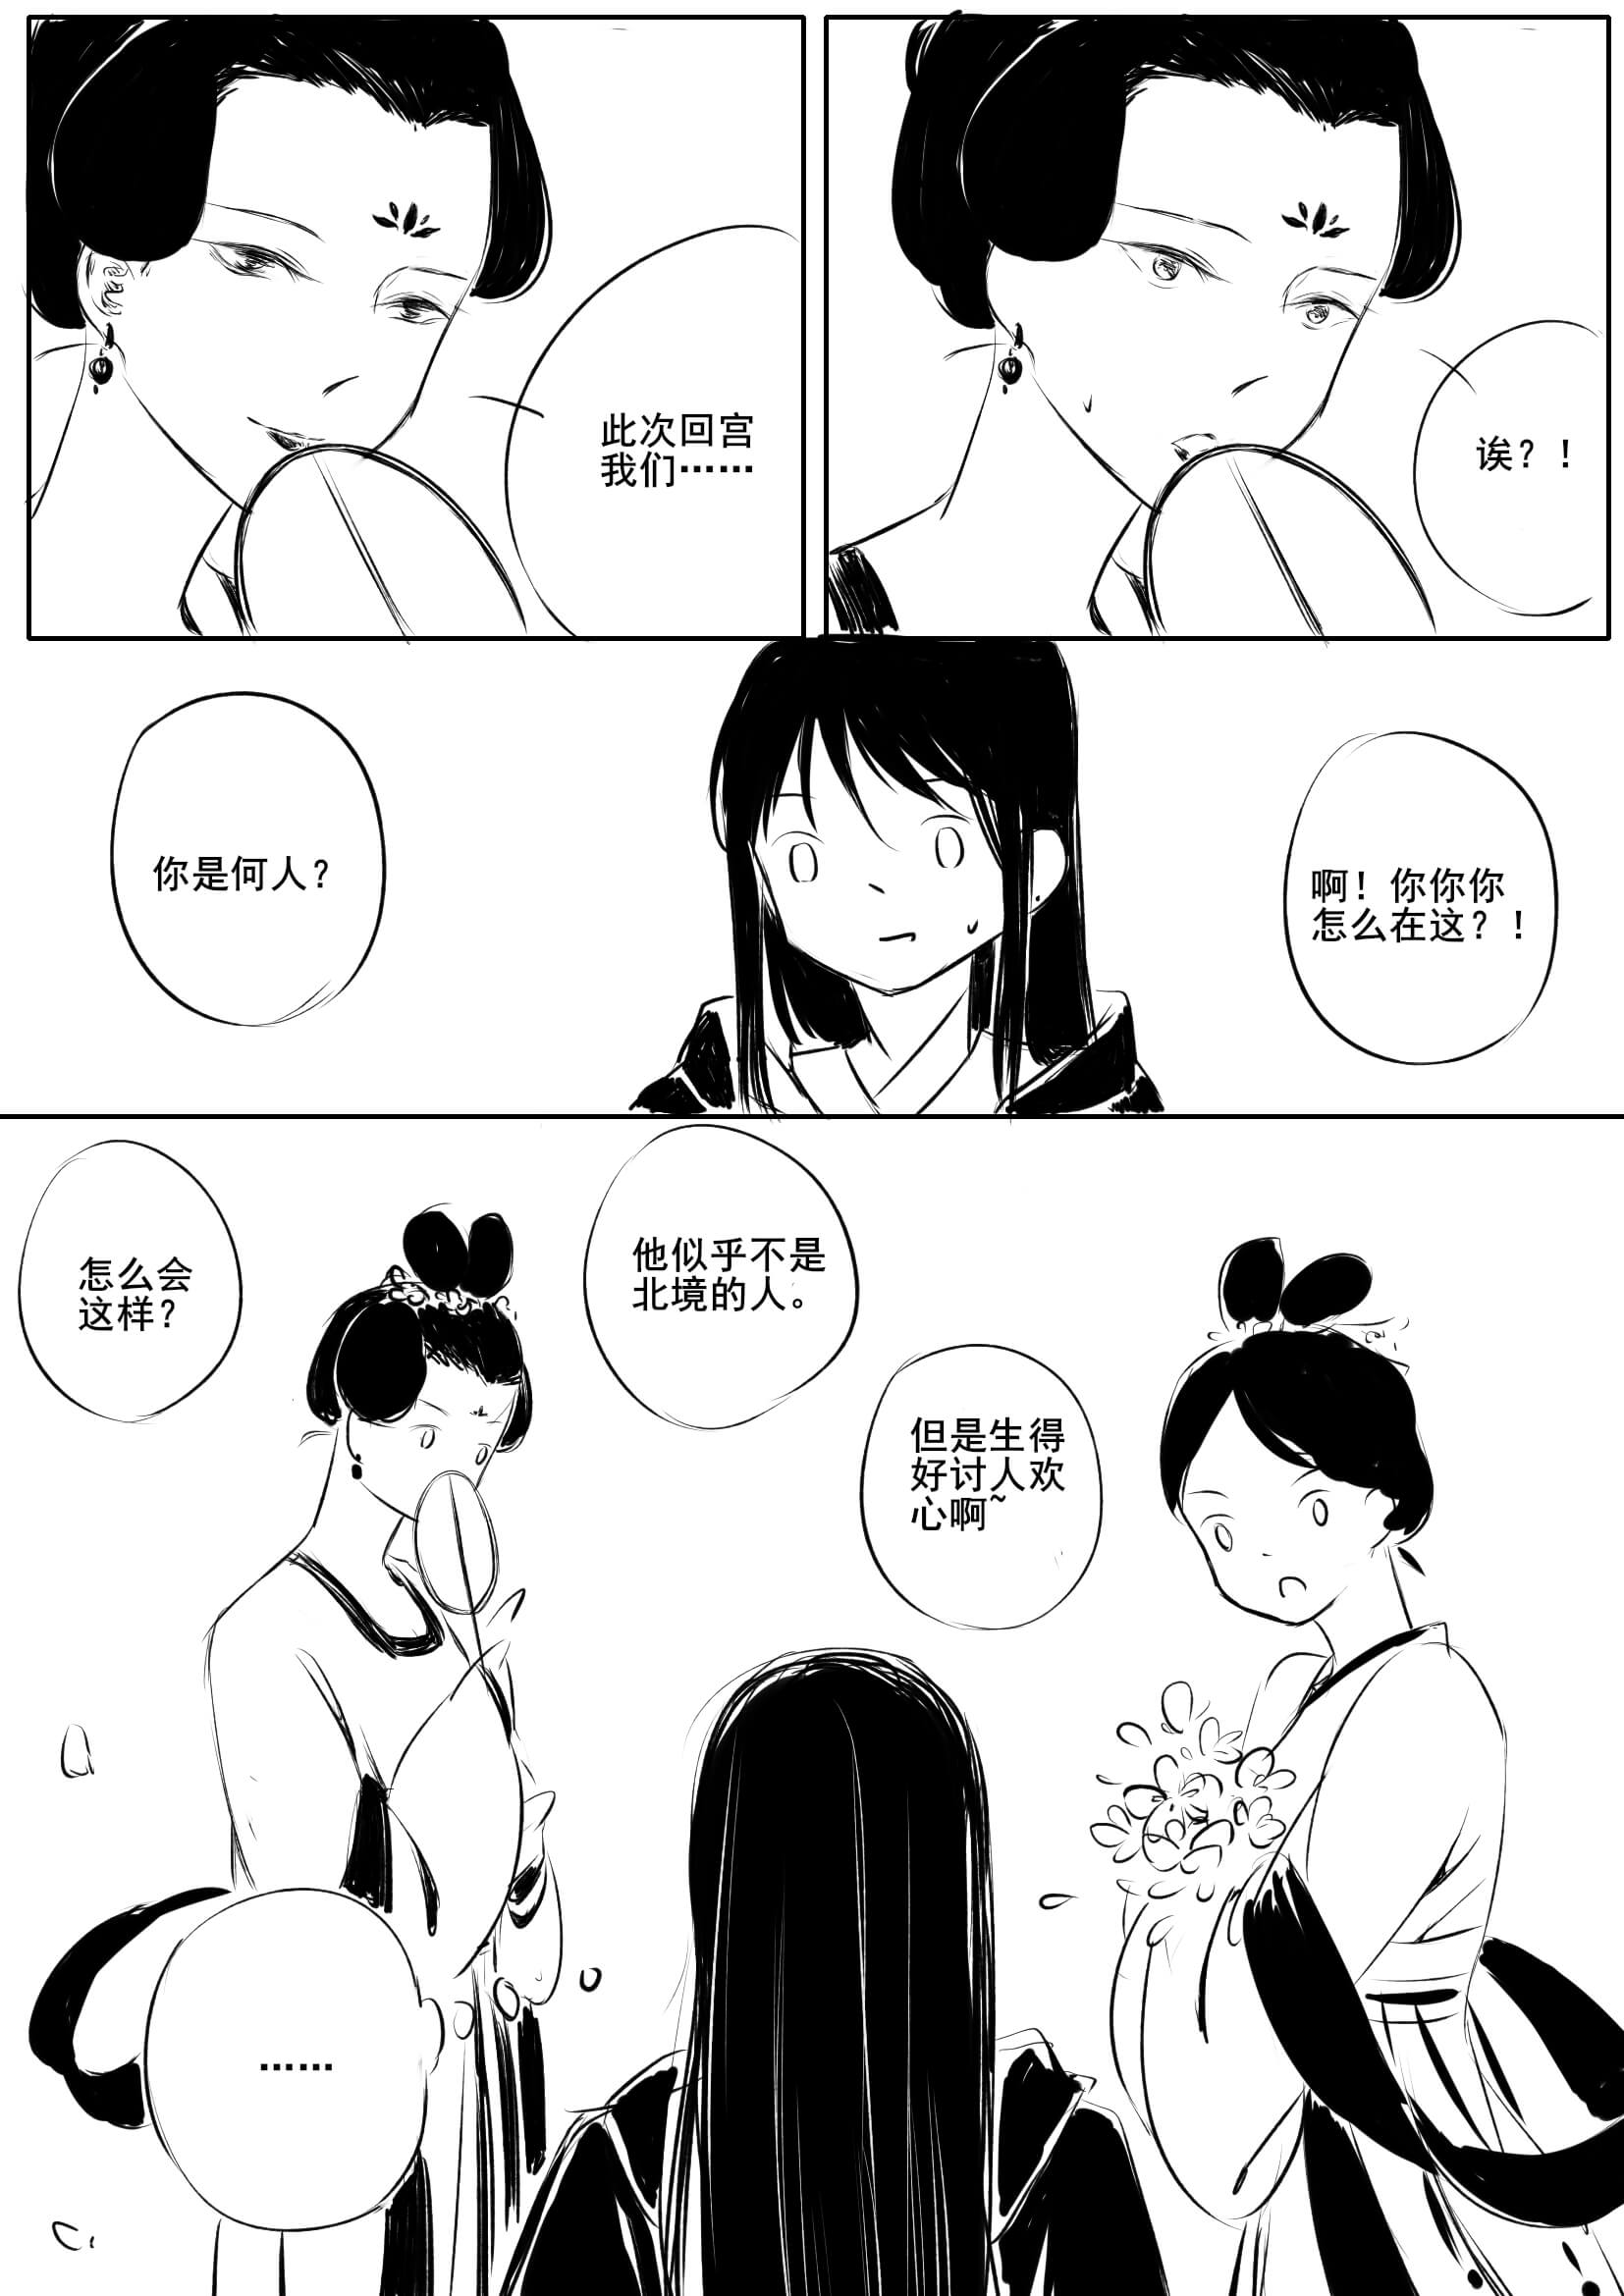 此次回宫
我们……
诶？！
你是何人？
啊！你你你
怎么在这？！
怎么会
这样？
他似乎不是
北境的人。
但是生得
好讨人欢
心啊~
……